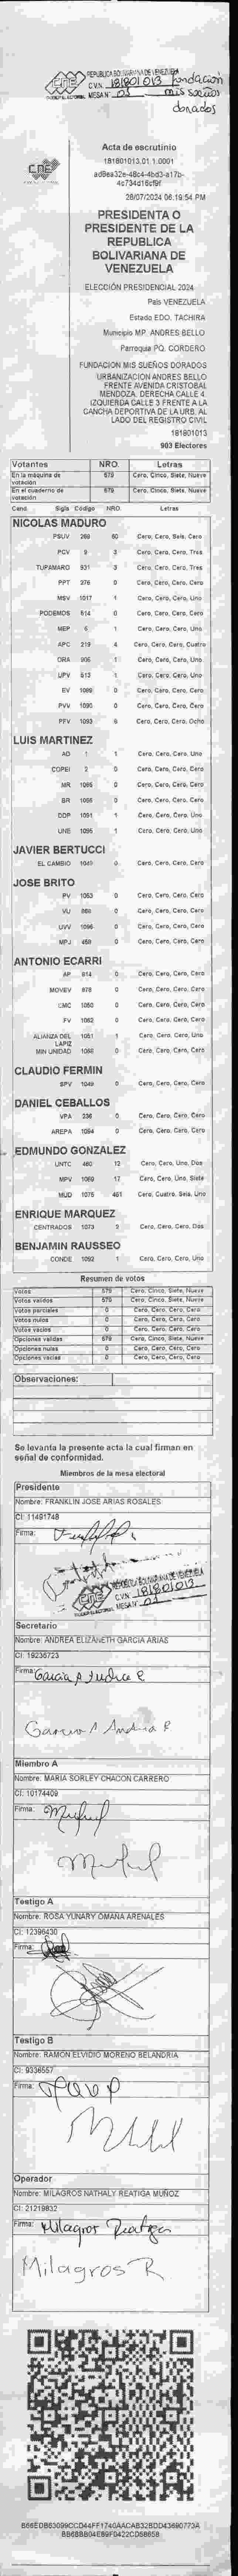 REPUBLICA BOLIVARIANA DE VENEZUELA
CVN 181801013 fundación
MESA N° 01 mis sueños
dorados
CNE
Acta de escrutinio
181801013.01.1.0001
ad8ea32e-48c4-4bd3-a17b-
4c734d16cf9f
28/07/2024 06:19:54 PM
PRESIDENTA O
PRESIDENTE DE LA
REPUBLICA
BOLIVARIANA DE
VENEZUELA
ELECCIÓN PRESIDENCIAL 2024
País VENEZUELA
Estado EDO. TACHIRA
Municipio MP. ANDRES BELLO
Parroquia PQ. CORDERO
FUNDACION MIS SUEÑOS DORADOS
URBANIZACION ANDRES BELLO
FRENTE AVENIDA CRISTOBAL
MENDOZA. DERECHA CALLE 4.
IZQUIERDA CALLE 3 FRENTE A LA
CANCHA DEPORTIVA DE LA URB. AL
LADO DEL REGISTRO CIVIL
181801013
903 Electores
Votantes NRO. Letras
En la máquina de votación 579 Cero, Cinco, Siete, Nueve
En el cuaderno de votación 579 Cero, Cinco, Siete, Nueve
Cand. Sigla Código NRO. Letras
NICOLAS MADURO
PSUV 269 60 Cero, Cero, Seis, Cero
PCV 9 3 Cero, Cero, Cero, Tres
TUPAMARO 931 3 Cero, Cero, Cero, Tres
PPT 276 0 Cero, Cero, Cero, Cero
MSV 1017 1 Cero, Cero, Cero, Uno
PODEMOS 614 0 Cero, Cero, Cero, Cero
MEP 6 1 Cero, Cero, Cero, Uno
APC 219 4 Cero, Cero, Cero, Cuatro
ORA 905 1 Cero, Cero, Cero, Uno
UPV 613 1 Cero, Cero, Cero, Uno
EV 1089 0 Cero, Cero, Cero, Cero
PVV 1090 0 Cero, Cero, Cero, Cero
PFV 1093 8 Cero, Cero, Cero, Ocho
LUIS MARTINEZ
AD 1 1 Cero, Cero, Cero, Uno
COPEI 2 0 Cero, Cero, Cero, Cero
MR 1085 0 Cero, Cero, Cero, Cero
BR 1055 0 Cero, Cero, Cero, Cero
DDP 1091 1 Cero, Cero, Cero, Uno
UNE 1095 1 Cero, Cero, Cero, Uno
JAVIER BERTUCCI
EL CAMBIO 1049 0 Cero, Cero, Cero, Cero
JOSE BRITO
PV 1053 0 Cero, Cero, Cero, Cero
VU 868 0 Cero, Cero, Cero, Cero
UVV 1096 0 Cero, Cero, Cero, Cero
MPJ 458 0 Cero, Cero, Cero, Cero
ANTONIO ECARRI
AP 814 0 Cero, Cero, Cero, Cero
MOVEV 878 0 Cero, Cero, Cero, Cero
CMC 1050 0 Cero, Cero, Cero, Cero
FV 1062 0 Cero, Cero, Cero, Cero
ALIANZA DEL LAPIZ 1051 1 Cero, Cero, Cero, Uno
MIN UNIDAD 1066 0 Cero, Cero, Cero, Cero
CLAUDIO FERMIN
SPV 1049 0 Cero, Cero, Cero, Cero
DANIEL CEBALLOS
VPA 236 0 Cero, Cero, Cero, Cero
AREPA 1094 0 Cero, Cero, Cero, Cero
EDMUNDO GONZALEZ
UNTC 460 12 Cero, Cero, Uno, Dos
MPV 1069 17 Cero, Cero, Uno, Siete
MUD 1075 461 Cero, Cuatro, Seis, Uno
ENRIQUE MARQUEZ
CENTRADOS 1073 2 Cero, Cero, Cero, Dos
BENJAMIN RAUSSEO
CONDE 1092 1 Cero, Cero, Cero, Uno
Resumen de votos
Votos 579 Cero, Cinco, Siete, Nueve
Votos válidos 579 Cero, Cinco, Siete, Nueve
Votos parciales 0 Cero, Cero, Cero, Cero
Votos nulos 0 Cero, Cero, Cero, Cero
Votos vacíos 0 Cero, Cero, Cero, Cero
Opciones válidas 579 Cero, Cinco, Siete, Nueve
Opciones nulas 0 Cero, Cero, Cero, Cero
Opciones vacías 0 Cero, Cero, Cero, Cero
Observaciones:
Se levanta la presente acta la cual firman en
señal de conformidad.
Miembros de la mesa electoral
Presidente
Nombre: FRANKLIN JOSE ARIAS ROSALES
CI: 11491748
Firma:
REPUBLICA BOLIVARIANA DE VENEZUELA
CVN 181801013
MESA N° 01
Secretario
Nombre: ANDREA ELIZANETH GARCIA ARIAS
CI: 19236723
Firma: Garcia A Andrea E
Garcia A Andrea E
Miembro A
Nombre: MARIA SORLEY CHACON CARRERO
CI: 10174409
Firma:
Testigo A
Nombre: ROSA YUNARY OMAÑA ARENALES
CI: 12396430
Firma:
Testigo B
Nombre: RAMON ELVIDIO MORENO BELANDRIA
CI: 9336557
Firma:
Operador
Nombre: MILAGROS NATHALY REATIGA MUÑOZ
CI: 21219832
Firma: Milagros Reatiga
Milagros R